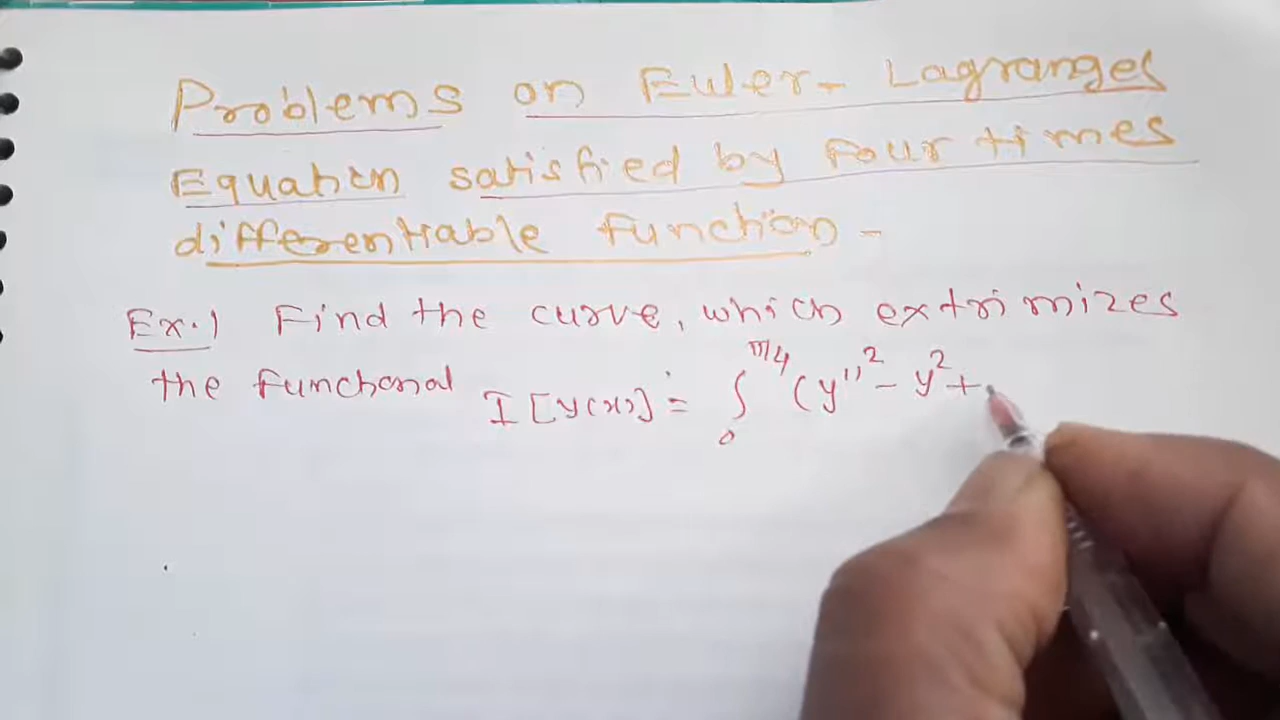 Problems on Euler- Lagranges
Equation satisfied by four times
differentiable function -
Ex.1 Find the curve, which extrimizes
the functional I[y(x)] = ∫₀^π/4 (y''² - y² +